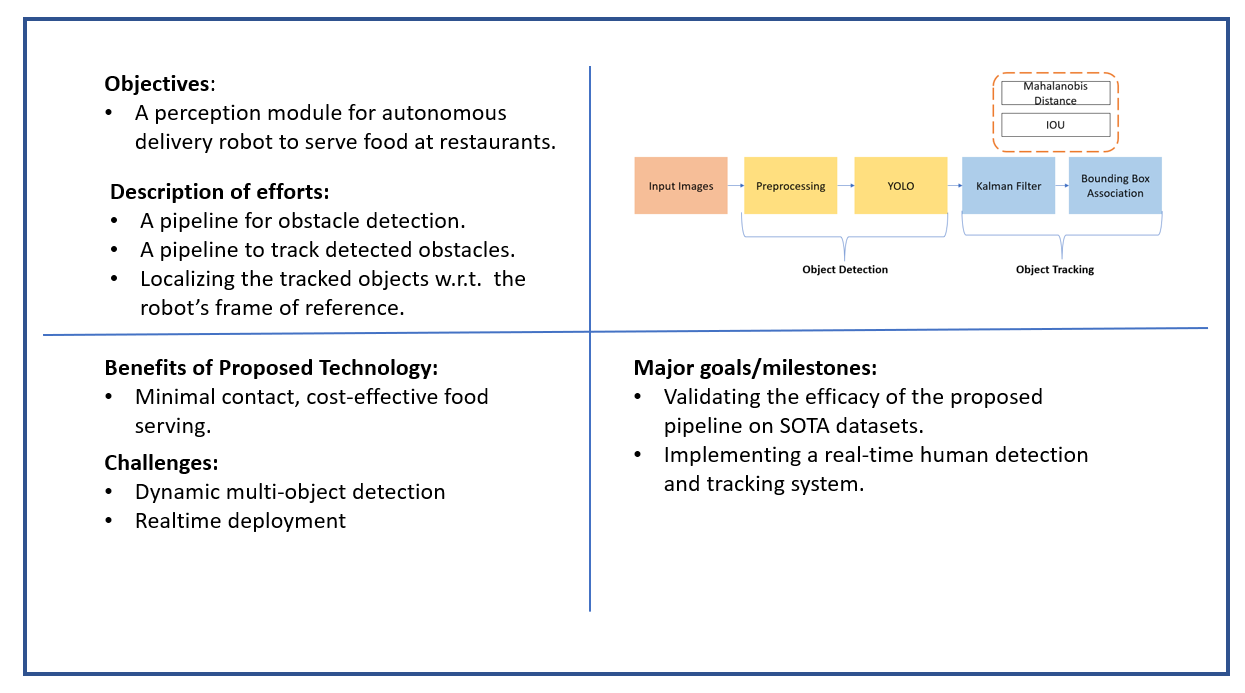 Objectives:
• A perception module for autonomous
delivery robot to serve food at restaurants.
Description of efforts:
• A pipeline for obstacle detection.
• A pipeline to track detected obstacles.
• Localizing the tracked objects w.r.t. the
robot’s frame of reference.
Mahalanobis
Distance
IOU
Input Images
Preprocessing
YOLO
Kalman Filter
Bounding Box
Association
Object Detection
Object Tracking
Benefits of Proposed Technology:
• Minimal contact, cost-effective food
serving.
Challenges:
• Dynamic multi-object detection
• Realtime deployment
Major goals/milestones:
• Validating the efficacy of the proposed
pipeline on SOTA datasets.
• Implementing a real-time human detection
and tracking system.